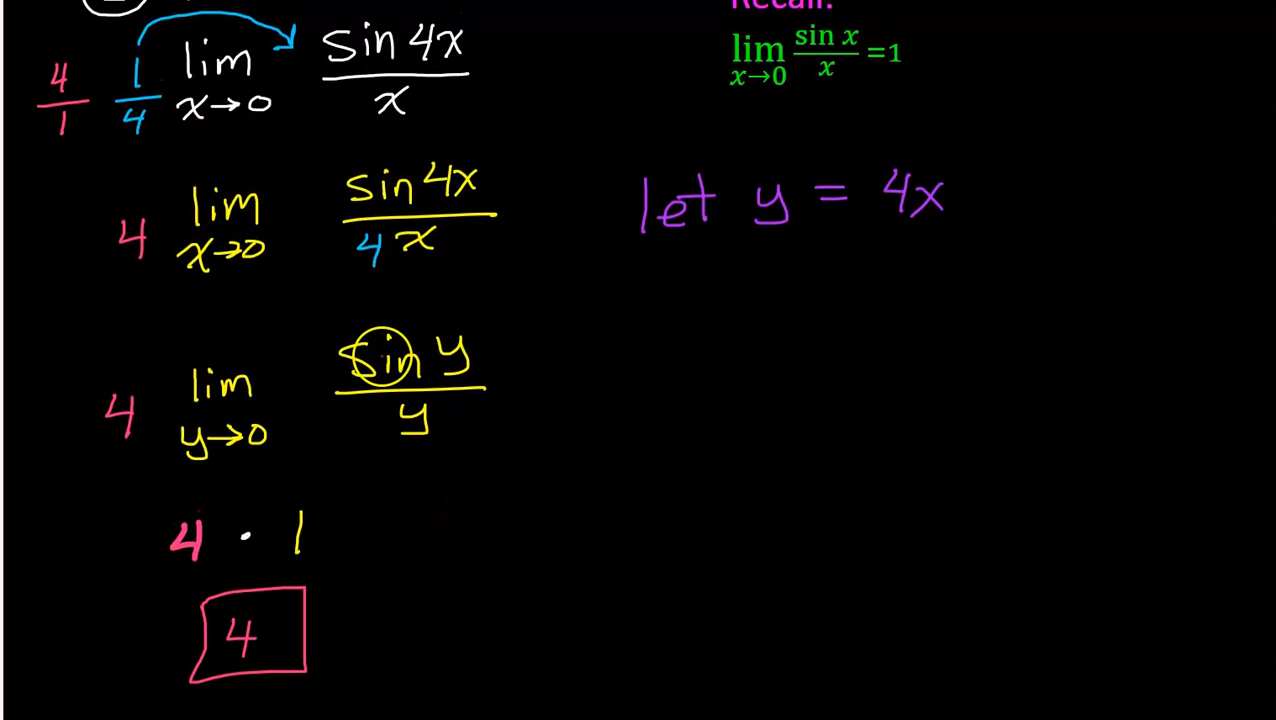 Recall:
4/1 1/4 lim x→0 sin 4x / x
lim x→0 sin x / x =1
4 lim x→0 sin 4x / 4x
let y = 4x
4 lim y→0 sin y / y
4 · 1
4